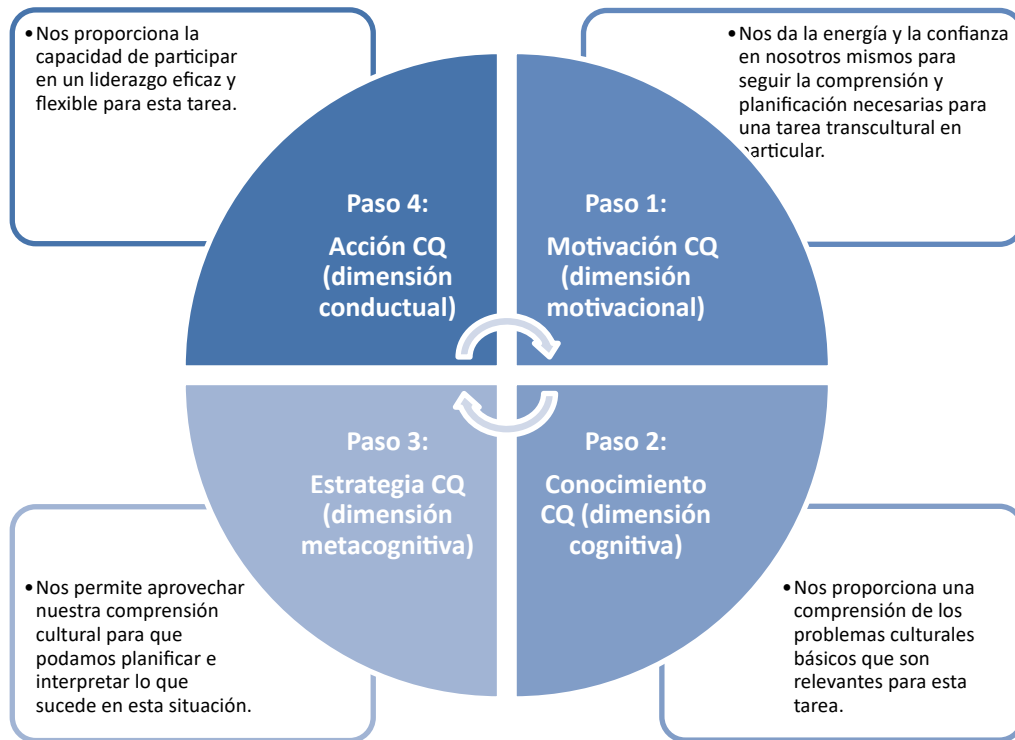 •Nos proporciona la
capacidad de participar
en un liderazgo eficaz y
flexible para esta tarea.
•Nos da la energía y la confianza
en nosotros mismos para
seguir la comprensión y
planificación necesarias para
una tarea transcultural en
particular.
Paso 4:
Acción CQ
(dimensión
conductual)
Paso 1:
Motivación CQ
(dimensión
motivacional)
Paso 3:
Estrategia CQ
(dimensión
metacognitiva)
Paso 2:
Conocimiento
CQ (dimensión
cognitiva)
•Nos permite aprovechar
nuestra comprensión
cultural para que
podamos planificar e
interpretar lo que
sucede en esta situación.
•Nos proporciona una
comprensión de los
problemas culturales
básicos que son
relevantes para esta
tarea.